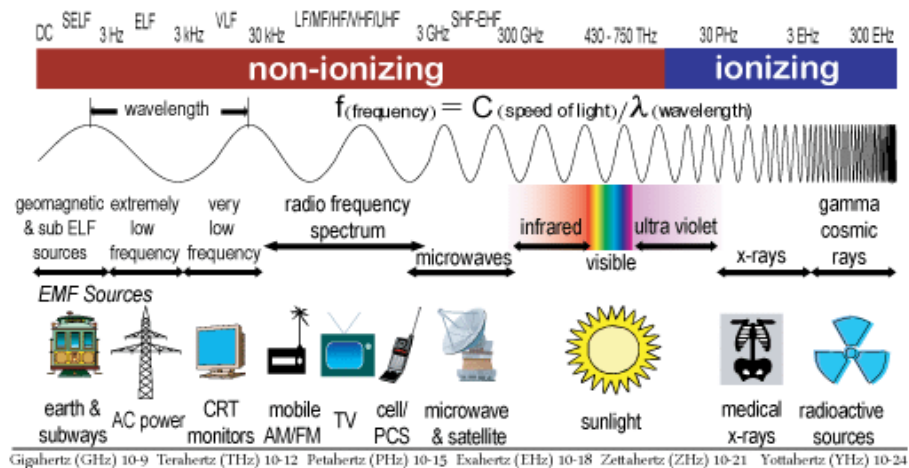 SELF ELF VLF LF/MF/HF/VHF/UHF SHF-EHF
DC 3 Hz 3 kHz 30 kHz 3 GHz 300 GHz 430 - 750 THz 30 PHz 3 EHz 300 EHz
non-ionizing ionizing
wavelength f(frequency) = C (speed of light)/λ (wavelength)
geomagnetic & sub ELF sources
extremely low frequency
very low frequency
radio frequency spectrum
microwaves
infrared
visible
ultra violet
x-rays
gamma cosmic rays
EMF Sources
earth & subways
AC power
CRT monitors
mobile AM/FM
TV
cell/ PCS
microwave & satellite
sunlight
medical x-rays
radioactive sources
Gigahertz (GHz) 10-9 Terahertz (THz) 10-12 Petahertz (PHz) 10-15 Exahertz (EHz) 10-18 Zettahertz (ZHz) 10-21 Yottahertz (YHz) 10-24